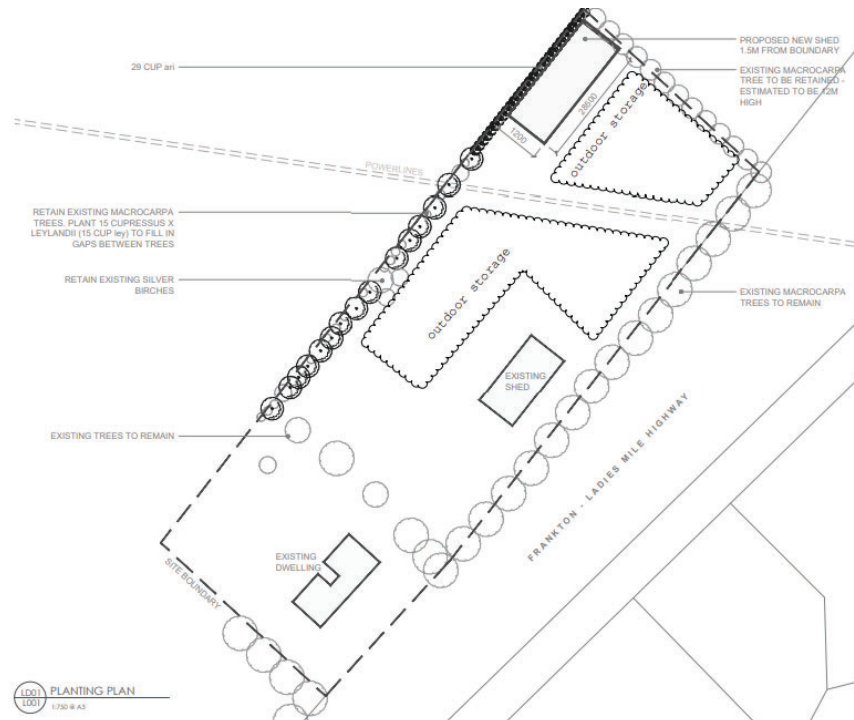 PROPOSED NEW SHED
1.5M FROM BOUNDARY
29 CUP ari
EXISTING MACROCARPA
TREE TO BE RETAINED -
ESTIMATED TO BE 12M
HIGH
28600
1200
outdoor storage
POWERLINES
RETAIN EXISTING MACROCARPA
TREES. PLANT 15 CUPRESSUS X
LEYLANDII (15 CUP ley) TO FILL IN
GAPS BETWEEN TREES
RETAIN EXISTING SILVER
BIRCHES
outdoor storage
EXISTING MACROCARPA
TREES TO REMAIN
EXISTING
SHED
EXISTING TREES TO REMAIN
FRANKTON - LADIES MILE HIGHWAY
EXISTING
DWELLING
SITE BOUNDARY
LD01
L001
PLANTING PLAN
1:750 @ A3